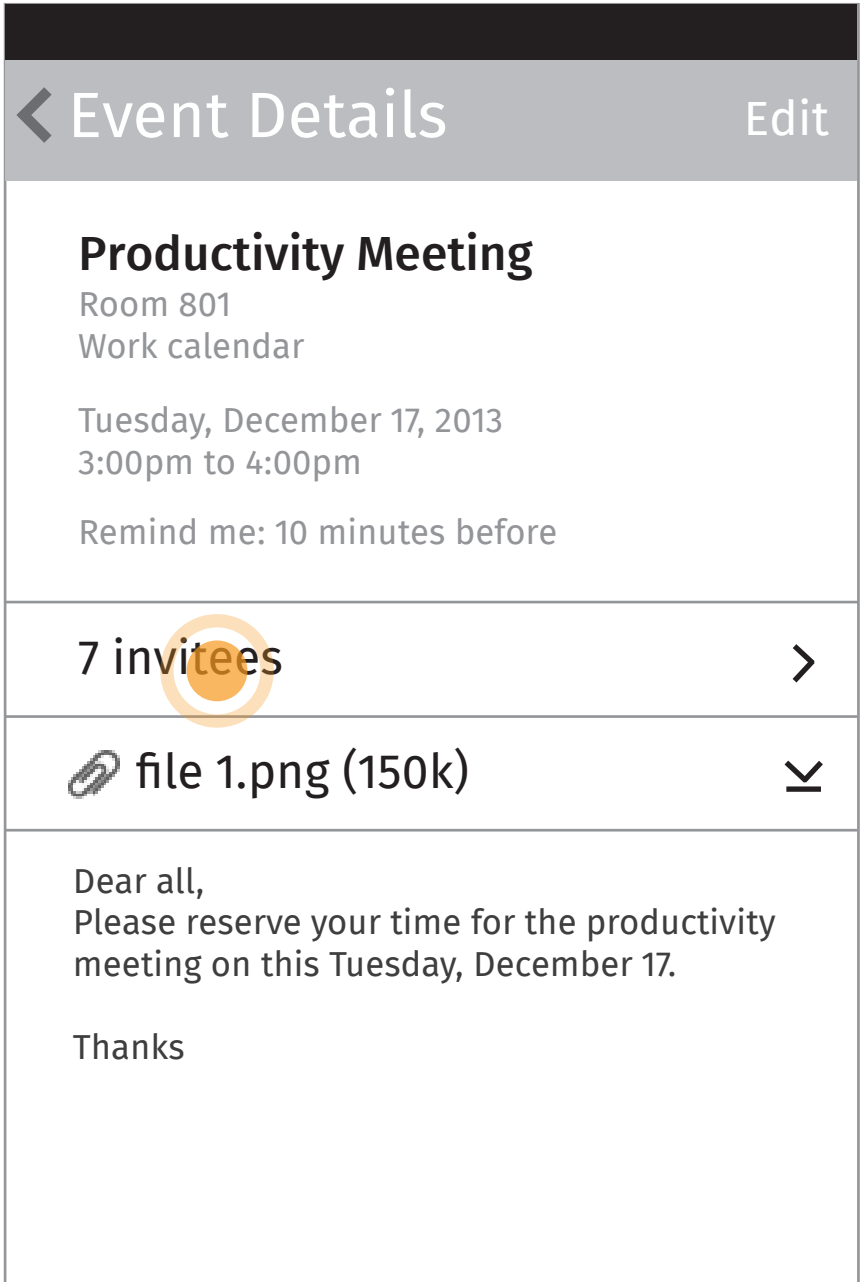 Event Details
Edit
Productivity Meeting
Room 801
Work calendar
Tuesday, December 17, 2013
3:00pm to 4:00pm
Remind me: 10 minutes before
7 invitees
file 1.png (150k)
Dear all,
Please reserve your time for the productivity
meeting on this Tuesday, December 17.
Thanks